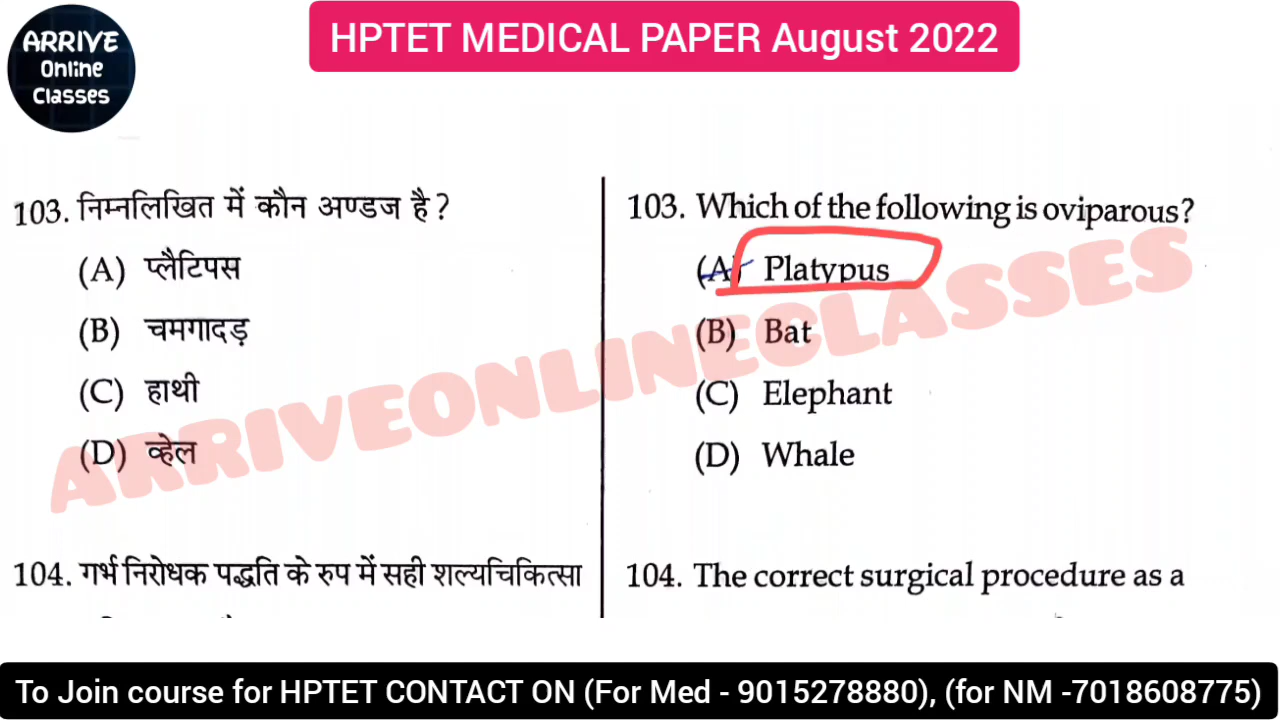 ARRIVE
Online
Classes
HPTET MEDICAL PAPER August 2022
103. निम्नलिखित में कौन अण्डज है?
(A) प्लैटिपस
(B) चमगादड़
(C) हाथी
(D) व्हेल
104. गर्भ निरोधक पद्धति के रुप में सही शल्यचिकित्सा
103. Which of the following is oviparous?
(A) Platypus
(B) Bat
(C) Elephant
(D) Whale
104. The correct surgical procedure as a
ARRIVEONLINECLASSES
To Join course for HPTET CONTACT ON (For Med - 9015278880), (for NM -7018608775)